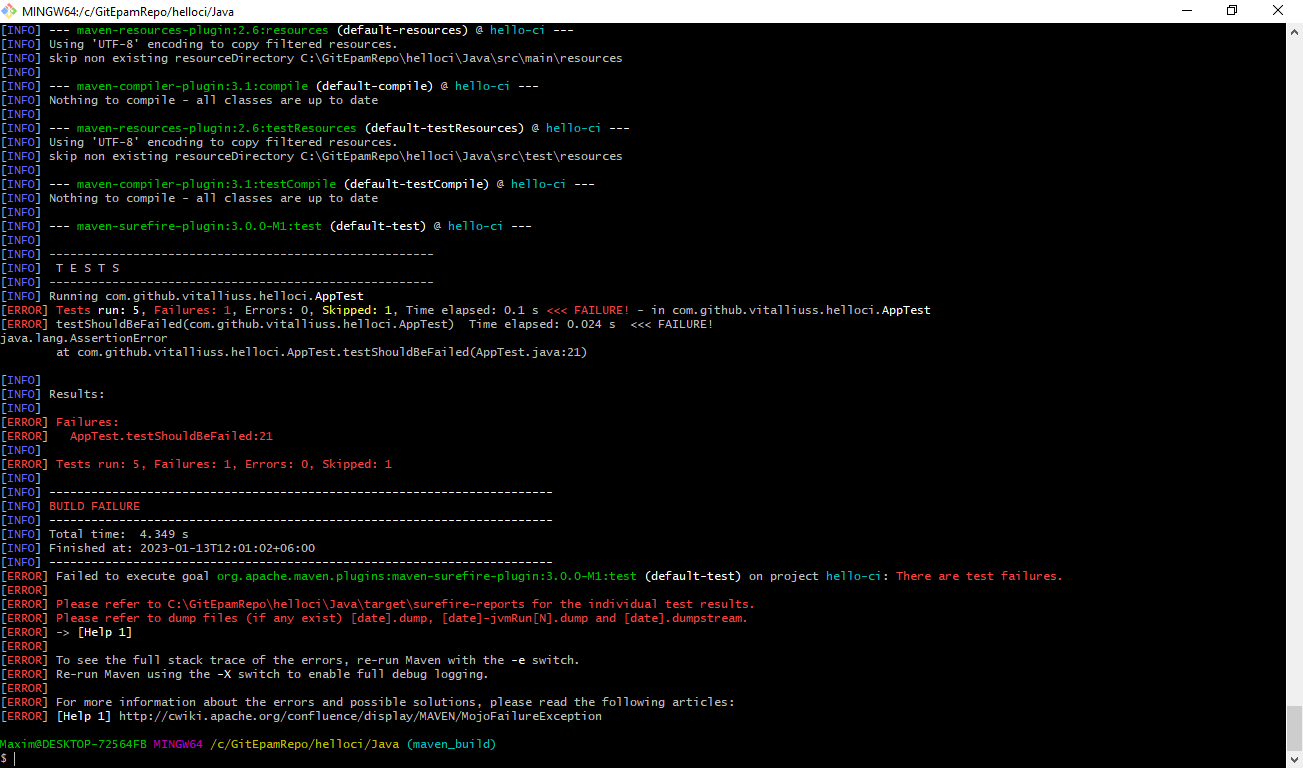 MINGW64:/c/GitEpamRepo/helloci/Java
[INFO] --- maven-resources-plugin:2.6:resources (default-resources) @ hello-ci ---
[INFO] Using 'UTF-8' encoding to copy filtered resources.
[INFO] skip non existing resourceDirectory C:\GitEpamRepo\helloci\Java\src\main\resources
[INFO]
[INFO] --- maven-compiler-plugin:3.1:compile (default-compile) @ hello-ci ---
[INFO] Nothing to compile - all classes are up to date
[INFO]
[INFO] --- maven-resources-plugin:2.6:testResources (default-testResources) @ hello-ci ---
[INFO] Using 'UTF-8' encoding to copy filtered resources.
[INFO] skip non existing resourceDirectory C:\GitEpamRepo\helloci\Java\src\test\resources
[INFO]
[INFO] --- maven-compiler-plugin:3.1:testCompile (default-testCompile) @ hello-ci ---
[INFO] Nothing to compile - all classes are up to date
[INFO]
[INFO] --- maven-surefire-plugin:3.0.0-M1:test (default-test) @ hello-ci ---
[INFO]
[INFO] -------------------------------------------------------
[INFO]  T E S T S
[INFO] -------------------------------------------------------
[INFO] Running com.github.vitalliuss.helloci.AppTest
[ERROR] Tests run: 5, Failures: 1, Errors: 0, Skipped: 1, Time elapsed: 0.1 s <<< FAILURE! - in com.github.vitalliuss.helloci.AppTest
[ERROR] testShouldBeFailed(com.github.vitalliuss.helloci.AppTest)  Time elapsed: 0.024 s  <<< FAILURE!
java.lang.AssertionError
        at com.github.vitalliuss.helloci.AppTest.testShouldBeFailed(AppTest.java:21)
[INFO]
[INFO] Results:
[INFO]
[ERROR] Failures:
[ERROR]   AppTest.testShouldBeFailed:21
[INFO]
[ERROR] Tests run: 5, Failures: 1, Errors: 0, Skipped: 1
[INFO]
[INFO] ------------------------------------------------------------------------
[INFO] BUILD FAILURE
[INFO] ------------------------------------------------------------------------
[INFO] Total time:  4.349 s
[INFO] Finished at: 2023-01-13T12:01:02+06:00
[INFO] ------------------------------------------------------------------------
[ERROR] Failed to execute goal org.apache.maven.plugins:maven-surefire-plugin:3.0.0-M1:test (default-test) on project hello-ci: There are test failures.
[ERROR]
[ERROR] Please refer to C:\GitEpamRepo\helloci\Java\target\surefire-reports for the individual test results.
[ERROR] Please refer to dump files (if any exist) [date].dump, [date]-jvmRun[N].dump and [date].dumpstream.
[ERROR] -> [Help 1]
[ERROR]
[ERROR] To see the full stack trace of the errors, re-run Maven with the -e switch.
[ERROR] Re-run Maven using the -X switch to enable full debug logging.
[ERROR]
[ERROR] For more information about the errors and possible solutions, please read the following articles:
[ERROR] [Help 1] http://cwiki.apache.org/confluence/display/MAVEN/MojoFailureException
Maxim@DESKTOP-72564FB MINGW64 /c/GitEpamRepo/helloci/Java (maven_build)
$